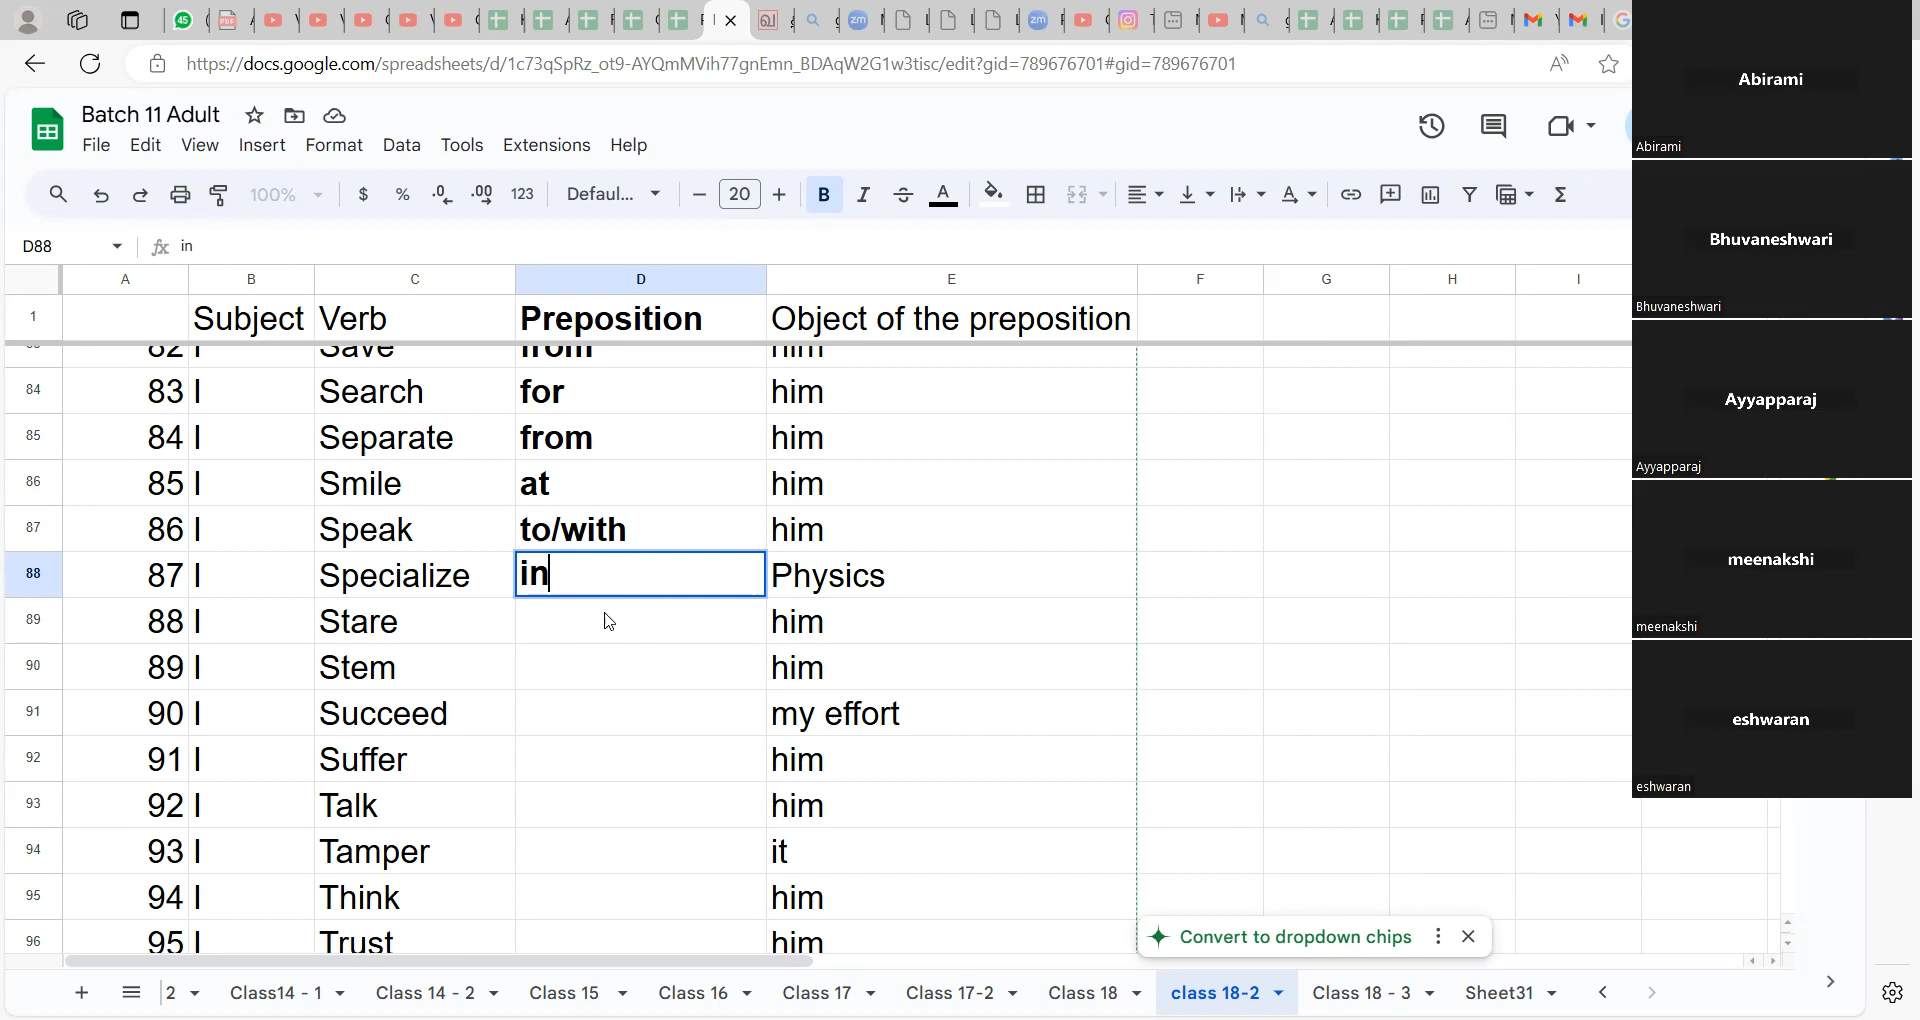 https://docs.google.com/spreadsheets/d/1c73qSpRz_ot9-AYQmMVih77gnEmn_BDAqW2G1w3tisc/edit?gid=789676701#gid=789676701
Batch 11 Adult
File Edit View Insert Format Data Tools Extensions Help
100% $ % .0 .00 123 Defaul... 20 B I A Σ
D88 fx in
A B C D E F G H I
1 Subject Verb Preposition Object of the preposition
82 I Save from him
84 83 I Search for him
85 84 I Separate from him
86 85 I Smile at him
87 86 I Speak to/with him
88 87 I Specialize in Physics
89 88 I Stare him
90 89 I Stem him
91 90 I Succeed my effort
92 91 I Suffer him
93 92 I Talk him
94 93 I Tamper it
95 94 I Think him
96 95 I Trust him
Convert to dropdown chips
2 Class14 - 1 Class 14 - 2 Class 15 Class 16 Class 17 Class 17-2 Class 18 class 18-2 Class 18 - 3 Sheet31
Abirami
Abirami
Bhuvaneshwari
Bhuvaneshwari
Ayyapparaj
Ayyapparaj
meenakshi
meenakshi
eshwaran
eshwaran